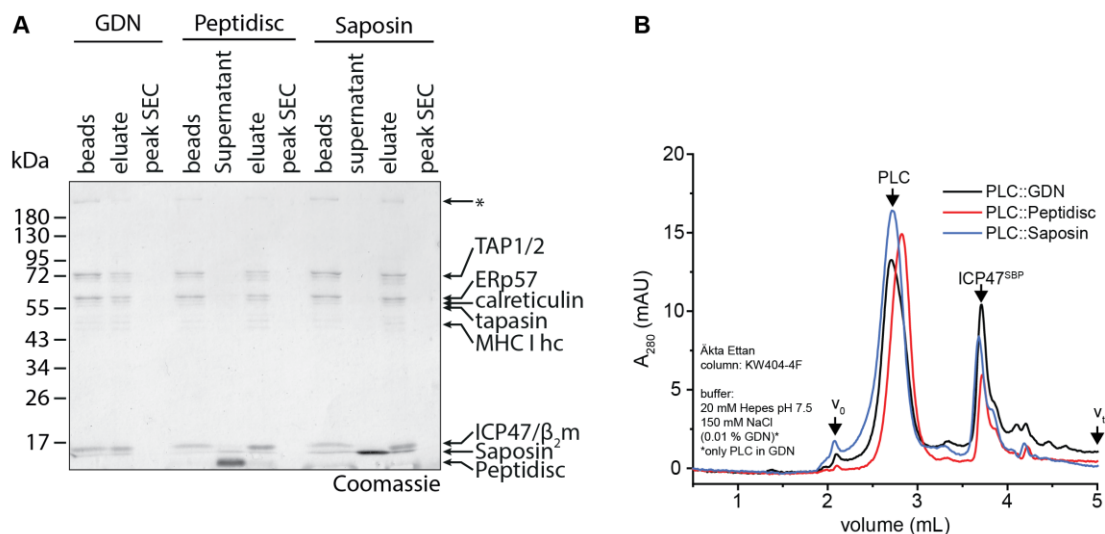 A
GDN
Peptidisc
Saposin
beads
eluate
peak SEC
beads
Supernatant
eluate
peak SEC
beads
supernatant
eluate
peak SEC
kDa
180
130
95
72
55
43
34
26
17
*
TAP1/2
ERp57
calreticulin
tapasin
MHC I hc
ICP47/β₂m
Saposin
Peptidisc
Coomassie
B
20
15
10
5
0
A₂₈₀ (mAU)
PLC
PLC::GDN
PLC::Peptidisc
PLC::Saposin
ICP47ˢᴮᴾ
Äkta Ettan
column: KW404-4F
buffer:
20 mM Hepes pH 7.5
150 mM NaCl
(0.01 % GDN)*
*only PLC in GDN
v₀
vₜ
1
2
3
4
5
volume (mL)